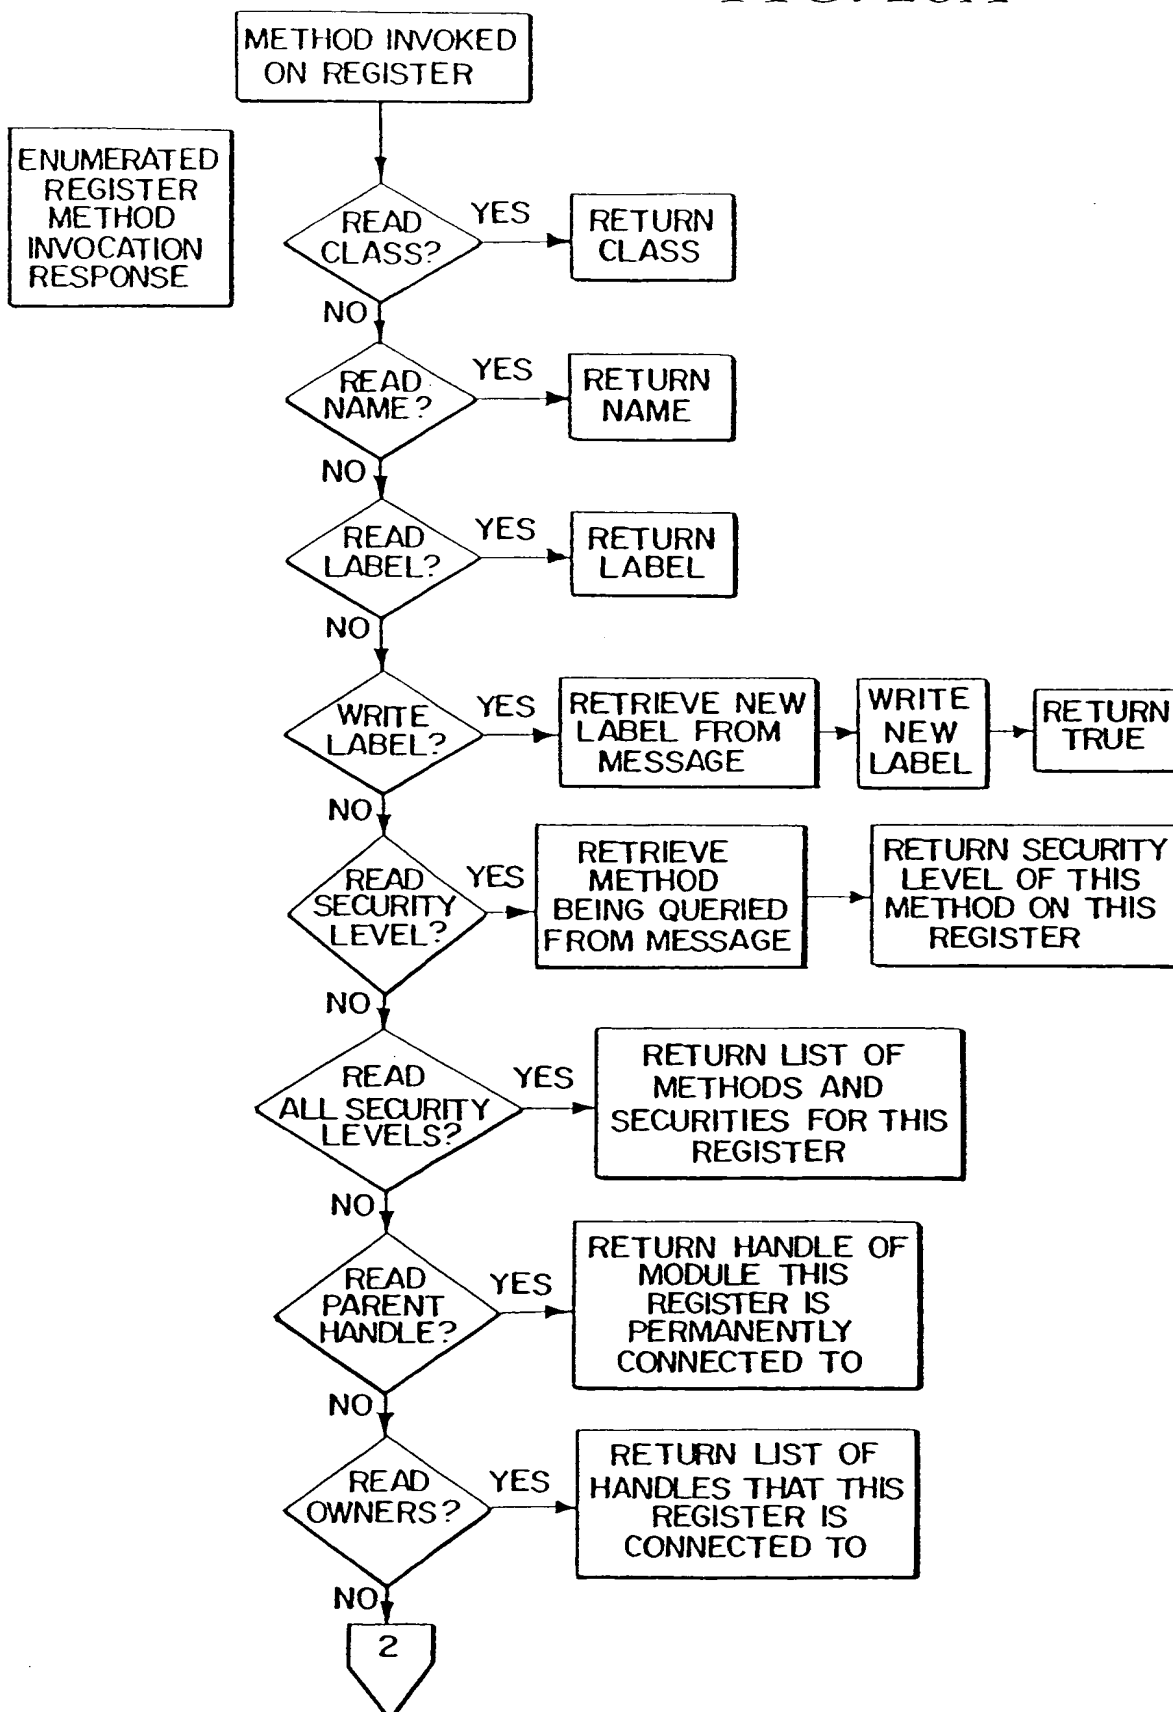 METHOD INVOKED
ON REGISTER
ENUMERATED
REGISTER
METHOD
INVOCATION
RESPONSE
READ
CLASS?
YES
RETURN
CLASS
NO
READ
NAME?
YES
RETURN
NAME
NO
READ
LABEL?
YES
RETURN
LABEL
NO
WRITE
LABEL?
YES
RETRIEVE NEW
LABEL FROM
MESSAGE
WRITE
NEW
LABEL
RETURN
TRUE
NO
READ
SECURITY
LEVEL?
YES
RETRIEVE
METHOD
BEING QUERIED
FROM MESSAGE
RETURN SECURITY
LEVEL OF THIS
METHOD ON THIS
REGISTER
NO
READ
ALL SECURITY
LEVELS?
YES
RETURN LIST OF
METHODS AND
SECURITIES FOR THIS
REGISTER
NO
READ
PARENT
HANDLE?
YES
RETURN HANDLE OF
MODULE THIS
REGISTER IS
PERMANENTLY
CONNECTED TO
NO
READ
OWNERS?
YES
RETURN LIST OF
HANDLES THAT THIS
REGISTER IS
CONNECTED TO
NO
2